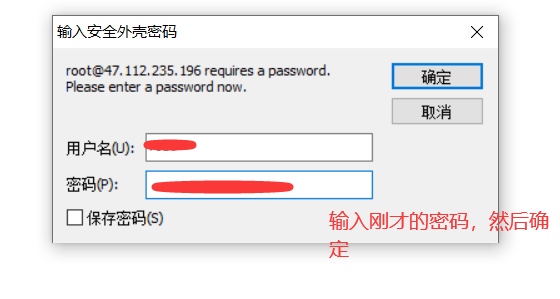 输入安全外壳密码
root@47.112.235.196 requires a password.
Please enter a password now.
确定
取消
用户名(U):
密码(P):
保存密码(S)
输入刚才的密码，然后确
定